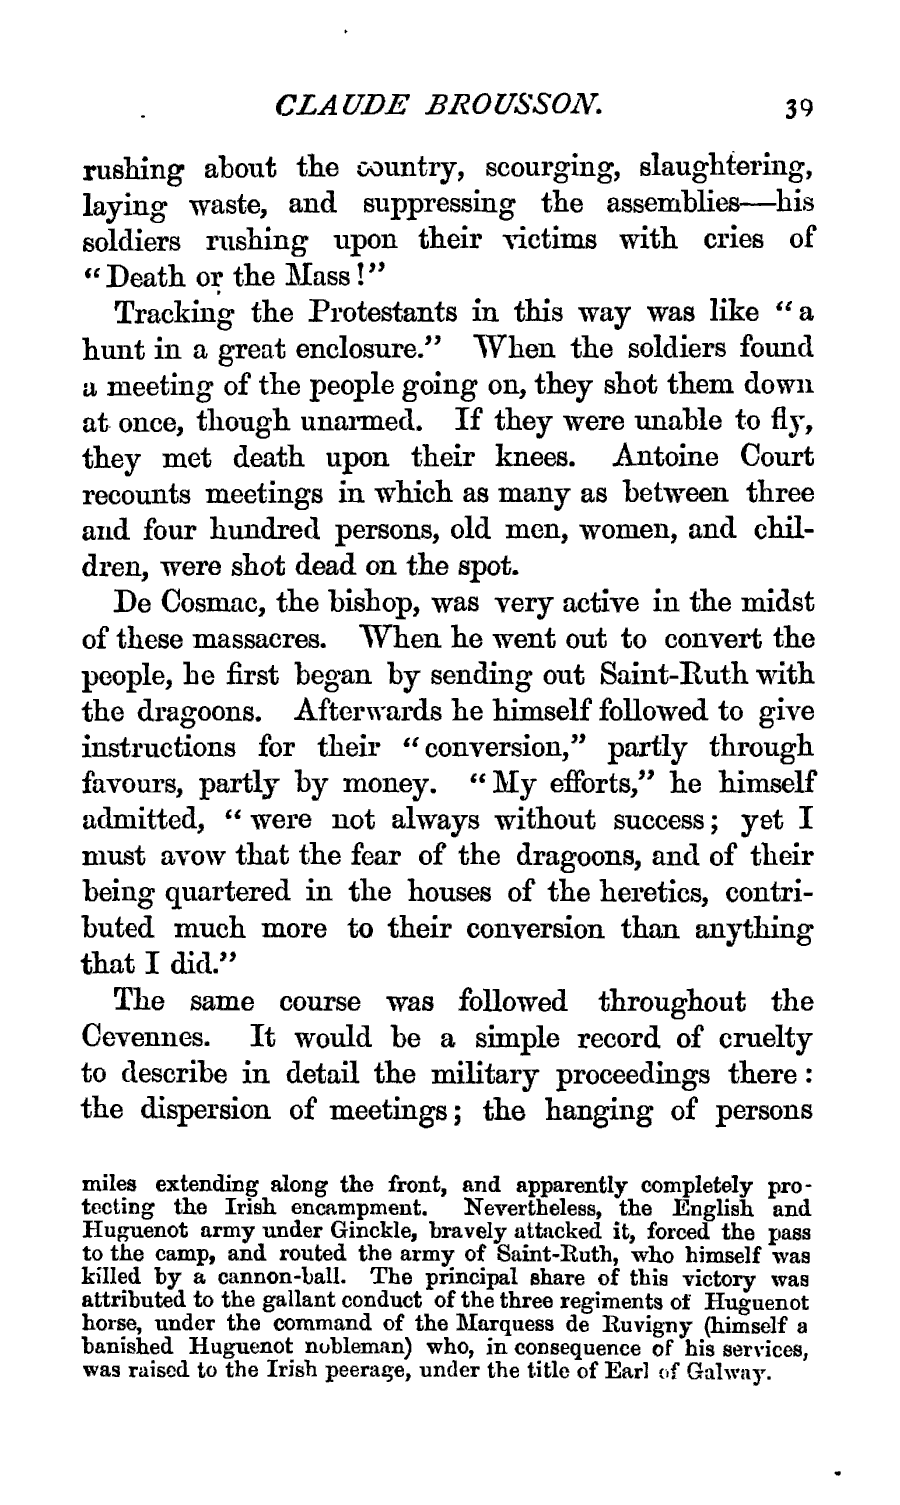 CLAUDE BROUSSON. 39
rushing about the country, scourging, slaughtering,
laying waste, and suppressing the assemblies—his
soldiers rushing upon their victims with cries of
“Death or the Mass!”
Tracking the Protestants in this way was like “a
hunt in a great enclosure.” When the soldiers found
a meeting of the people going on, they shot them down
at once, though unarmed. If they were unable to fly,
they met death upon their knees. Antoine Court
recounts meetings in which as many as between three
and four hundred persons, old men, women, and chil-
dren, were shot dead on the spot.
De Cosmac, the bishop, was very active in the midst
of these massacres. When he went out to convert the
people, he first began by sending out Saint-Ruth with
the dragoons. Afterwards he himself followed to give
instructions for their “conversion,” partly through
favours, partly by money. “My efforts,” he himself
admitted, “were not always without success; yet I
must avow that the fear of the dragoons, and of their
being quartered in the houses of the heretics, contri-
buted much more to their conversion than anything
that I did.”
The same course was followed throughout the
Cevennes. It would be a simple record of cruelty
to describe in detail the military proceedings there:
the dispersion of meetings; the hanging of persons
miles extending along the front, and apparently completely pro-
tecting the Irish encampment. Nevertheless, the English and
Huguenot army under Ginckle, bravely attacked it, forced the pass
to the camp, and routed the army of Saint-Ruth, who himself was
killed by a cannon-ball. The principal share of this victory was
attributed to the gallant conduct of the three regiments of Huguenot
horse, under the command of the Marquess de Ruvigny (himself a
banished Huguenot nobleman) who, in consequence of his services,
was raised to the Irish peerage, under the title of Earl of Galway.